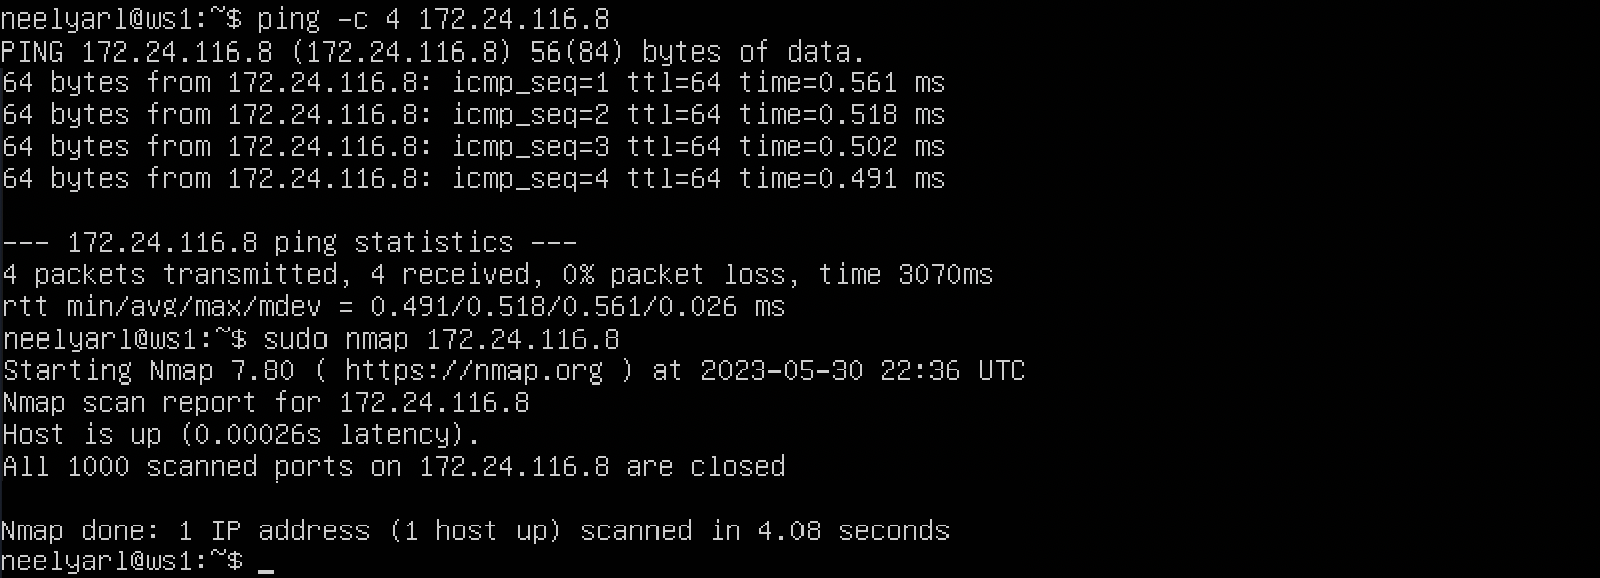 neelyarl@ws1:~$ ping -c 4 172.24.116.8
PING 172.24.116.8 (172.24.116.8) 56(84) bytes of data.
64 bytes from 172.24.116.8: icmp_seq=1 ttl=64 time=0.561 ms
64 bytes from 172.24.116.8: icmp_seq=2 ttl=64 time=0.518 ms
64 bytes from 172.24.116.8: icmp_seq=3 ttl=64 time=0.502 ms
64 bytes from 172.24.116.8: icmp_seq=4 ttl=64 time=0.491 ms
--- 172.24.116.8 ping statistics ---
4 packets transmitted, 4 received, 0% packet loss, time 3070ms
rtt min/avg/max/mdev = 0.491/0.518/0.561/0.026 ms
neelyarl@ws1:~$ sudo nmap 172.24.116.8
Starting Nmap 7.80 ( https://nmap.org ) at 2023-05-30 22:36 UTC
Nmap scan report for 172.24.116.8
Host is up (0.00026s latency).
All 1000 scanned ports on 172.24.116.8 are closed
Nmap done: 1 IP address (1 host up) scanned in 4.08 seconds
neelyarl@ws1:~$ _